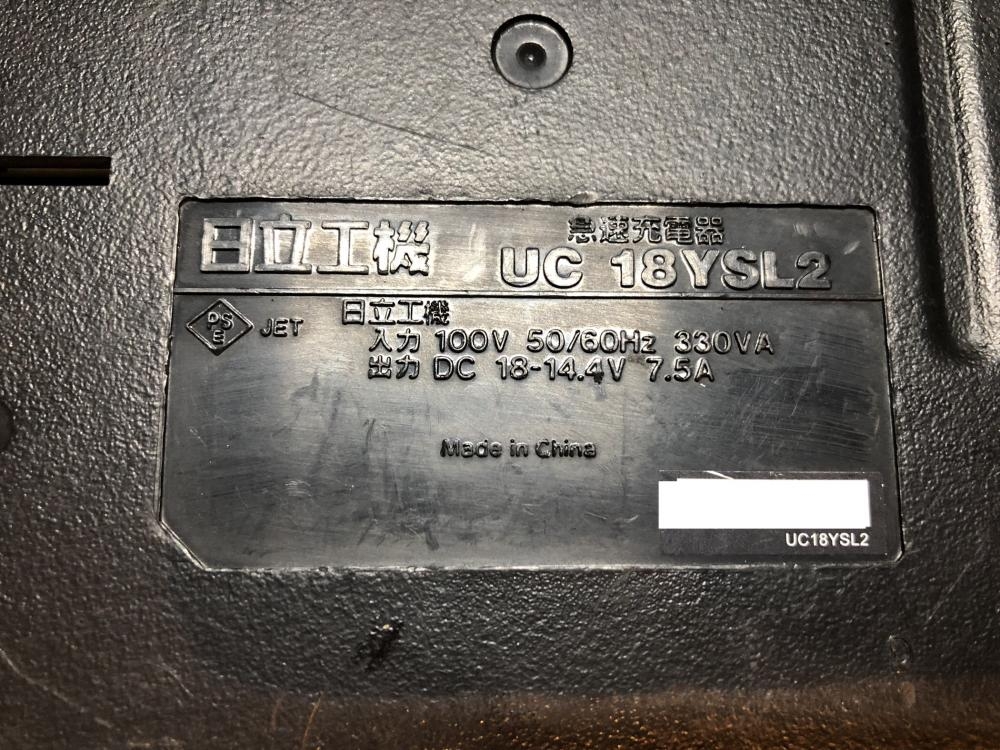 日立工機
急速充電器
UC 18YSL2
PS
E
JET
日立工機
入力 100V 50/60Hz 330VA
出力 DC 18-14.4V 7.5A
Made in China
UC18YSL2